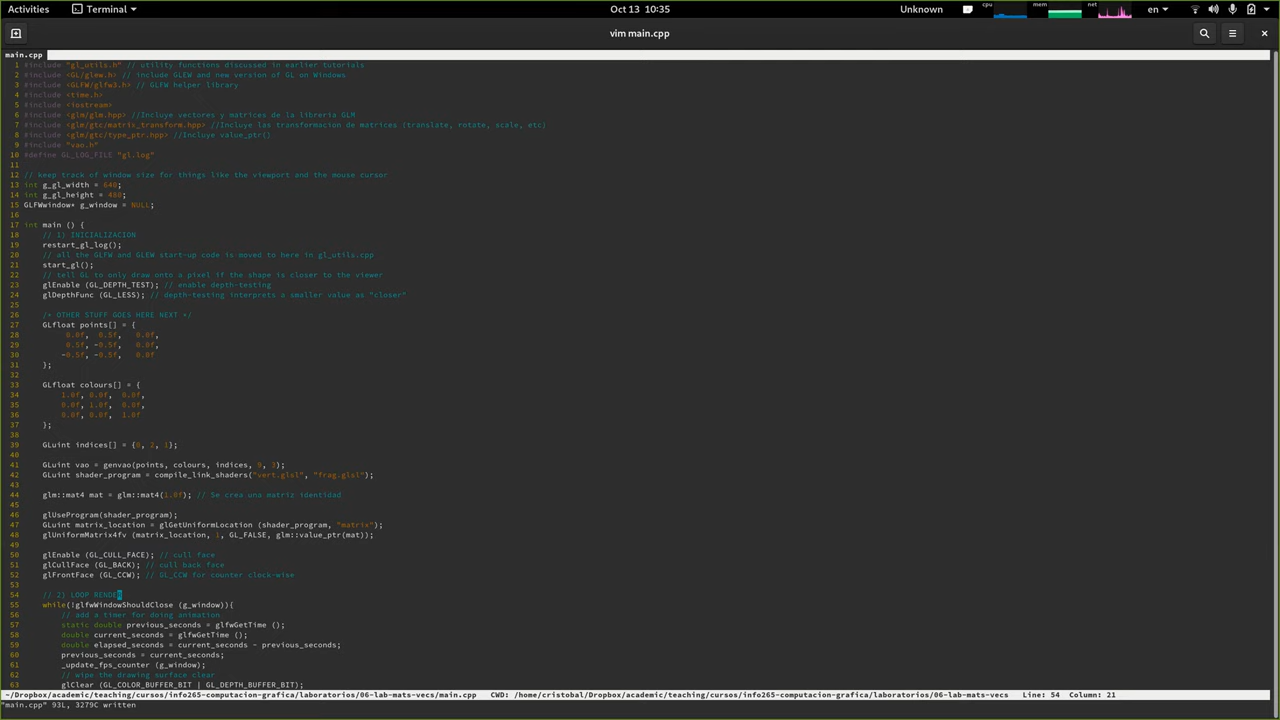 Activities Terminal Oct 13 10:35 Unknown cpu mem net en
vim main.cpp
main.cpp
1 #include "gl_utils.h" // utility functions discussed in earlier tutorials
2 #include <GL/glew.h> // include GLEW and new version of GL on Windows
3 #include <GLFW/glfw3.h> // GLFW helper library
4 #include <time.h>
5 #include <iostream>
6 #include <glm/glm.hpp> //Incluye vectores y matrices de la libreria GLM
7 #include <glm/gtc/matrix_transform.hpp> //Incluye las transformacion de matrices (translate, rotate, scale, etc)
8 #include <glm/gtc/type_ptr.hpp> //Incluye value_ptr()
9 #include "vao.h"
10 #define GL_LOG_FILE "gl.log"
11
12 // keep track of window size for things like the viewport and the mouse cursor
13 int g_gl_width = 640;
14 int g_gl_height = 480;
15 GLFWwindow* g_window = NULL;
16
17 int main () {
18 // 1) INICIALIZACION
19 restart_gl_log();
20 // all the GLFW and GLEW start-up code is moved to here in gl_utils.cpp
21 start_gl();
22 // tell GL to only draw onto a pixel if the shape is closer to the viewer
23 glEnable (GL_DEPTH_TEST); // enable depth-testing
24 glDepthFunc (GL_LESS); // depth-testing interprets a smaller value as "closer"
25
26 /* OTHER STUFF GOES HERE NEXT */
27 GLfloat points[] = {
28 0.0f, 0.5f, 0.0f,
29 0.5f, -0.5f, 0.0f,
30 -0.5f, -0.5f, 0.0f
31 };
32
33 GLfloat colours[] = {
34 1.0f, 0.0f, 0.0f,
35 0.0f, 1.0f, 0.0f,
36 0.0f, 0.0f, 1.0f
37 };
38
39 GLuint indices[] = {0, 2, 1};
40
41 GLuint vao = genvao(points, colours, indices, 9, 3);
42 GLuint shader_program = compile_link_shaders("vert.glsl", "frag.glsl");
43
44 glm::mat4 mat = glm::mat4(1.0f); // Se crea una matriz identidad
45
46 glUseProgram(shader_program);
47 GLuint matrix_location = glGetUniformLocation (shader_program, "matrix");
48 glUniformMatrix4fv (matrix_location, 1, GL_FALSE, glm::value_ptr(mat));
49
50 glEnable (GL_CULL_FACE); // cull face
51 glCullFace (GL_BACK); // cull back face
52 glFrontFace (GL_CCW); // GL_CCW for counter clock-wise
53
54 // 2) LOOP RENDER
55 while(!glfwWindowShouldClose (g_window)){
56 // add a timer for doing animation
57 static double previous_seconds = glfwGetTime ();
58 double current_seconds = glfwGetTime ();
59 double elapsed_seconds = current_seconds - previous_seconds;
60 previous_seconds = current_seconds;
61 _update_fps_counter (g_window);
62 // wipe the drawing surface clear
63 glClear (GL_COLOR_BUFFER_BIT | GL_DEPTH_BUFFER_BIT);
~/Dropbox/academic/teaching/cursos/info265-computacion-grafica/laboratorios/06-lab-mats-vecs/main.cpp CWD: /home/cristobal/Dropbox/academic/teaching/cursos/info265-computacion-grafica/laboratorios/06-lab-mats-vecs Line: 54 Column: 21
"main.cpp" 93L, 3279C written